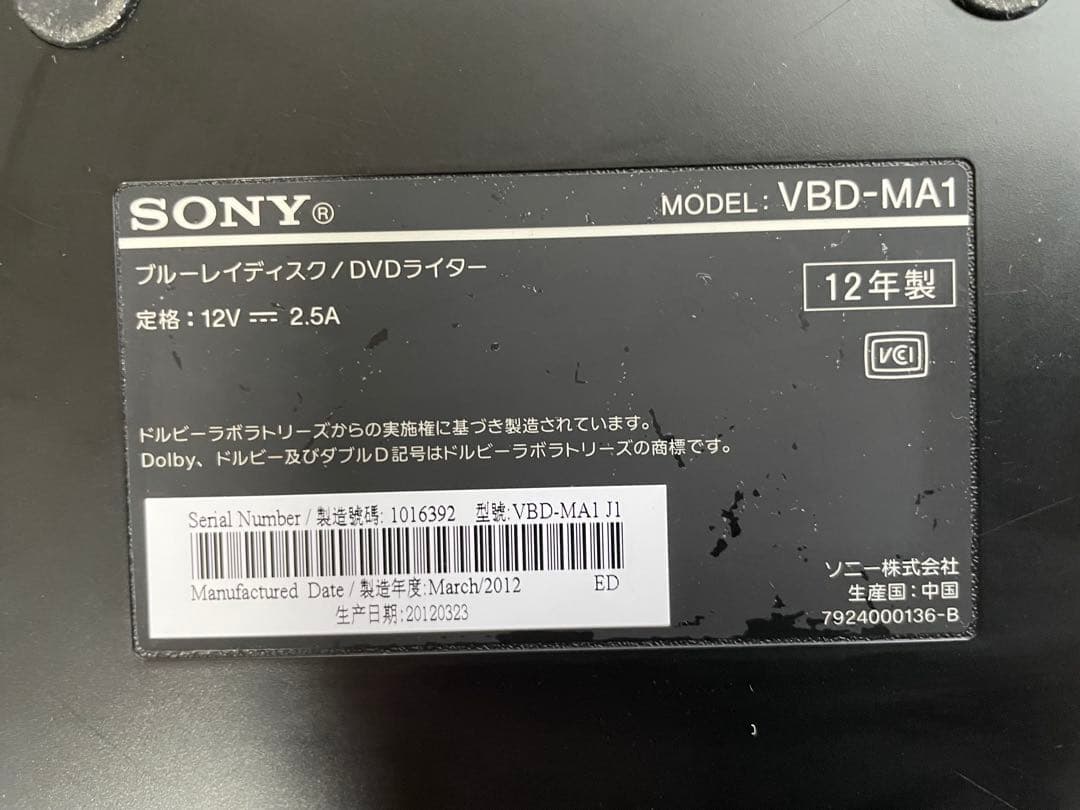 SONY®
MODEL: VBD-MA1
ブルーレイディスク/DVDライター
12年製
定格：12V ⎓ 2.5A
VCI
ドルビーラボラトリーズからの実施権に基づき製造されています。
Dolby、ドルビー及びダブルD記号はドルビーラボラトリーズの商標です。
Serial Number / 製造號碼: 1016392 型號:VBD-MA1 J1
Manufactured Date / 製造年度:March/2012 ED
生产日期:20120323
ソニー株式会社
生産国：中国
7924000136-B